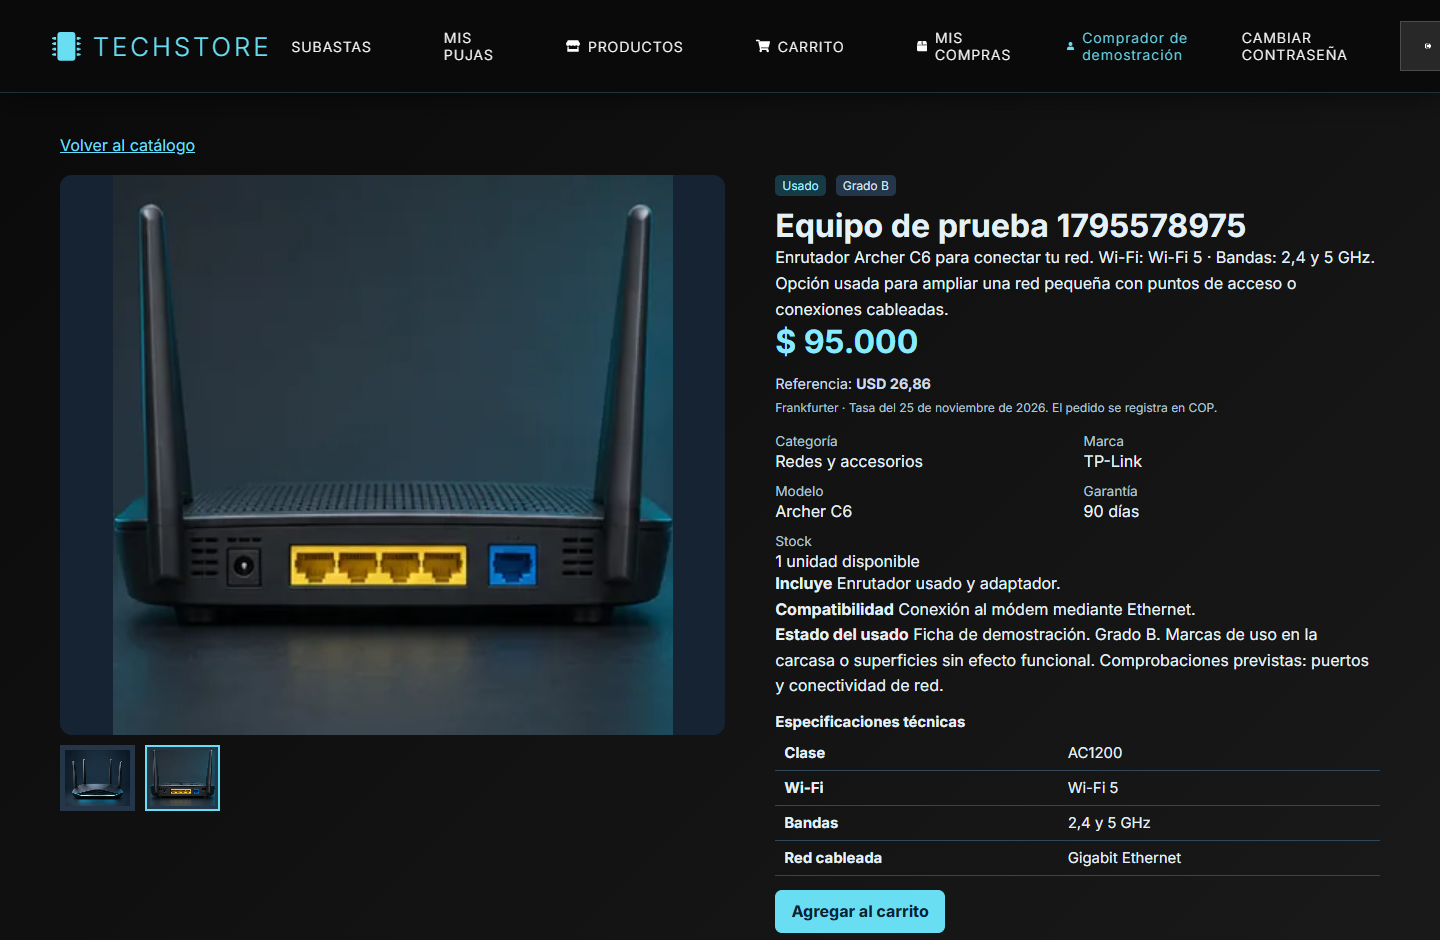 TECHSTORE
SUBASTAS
MIS
PUJAS
PRODUCTOS
CARRITO
MIS
COMPRAS
Comprador de
demostración
CAMBIAR
CONTRASEÑA
Volver al catálogo
Usado
Grado B
Equipo de prueba 1795578975
Enrutador Archer C6 para conectar tu red. Wi-Fi: Wi-Fi 5 · Bandas: 2,4 y 5 GHz.
Opción usada para ampliar una red pequeña con puntos de acceso o
conexiones cableadas.
$ 95.000
Referencia: USD 26,86
Frankfurter · Tasa del 25 de noviembre de 2026. El pedido se registra en COP.
Categoría
Redes y accesorios
Marca
TP-Link
Modelo
Archer C6
Garantía
90 días
Stock
1 unidad disponible
Incluye Enrutador usado y adaptador.
Compatibilidad Conexión al módem mediante Ethernet.
Estado del usado Ficha de demostración. Grado B. Marcas de uso en la
carcasa o superficies sin efecto funcional. Comprobaciones previstas: puertos
y conectividad de red.
Especificaciones técnicas
Clase AC1200
Wi-Fi Wi-Fi 5
Bandas 2,4 y 5 GHz
Red cableada Gigabit Ethernet
Agregar al carrito